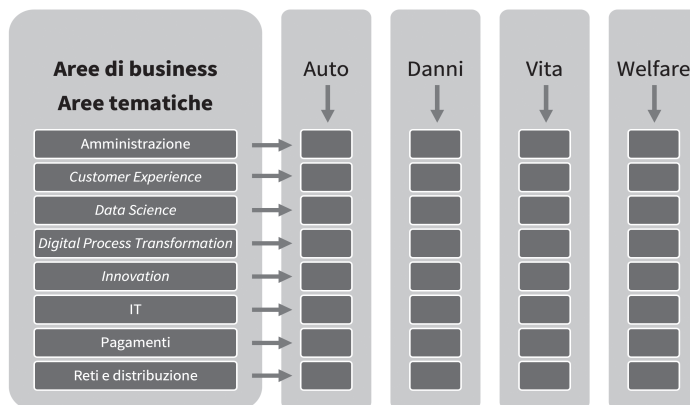 Aree di business
Aree tematiche
Auto
Danni
Vita
Welfare
Amministrazione
Customer Experience
Data Science
Digital Process Transformation
Innovation
IT
Pagamenti
Reti e distribuzione